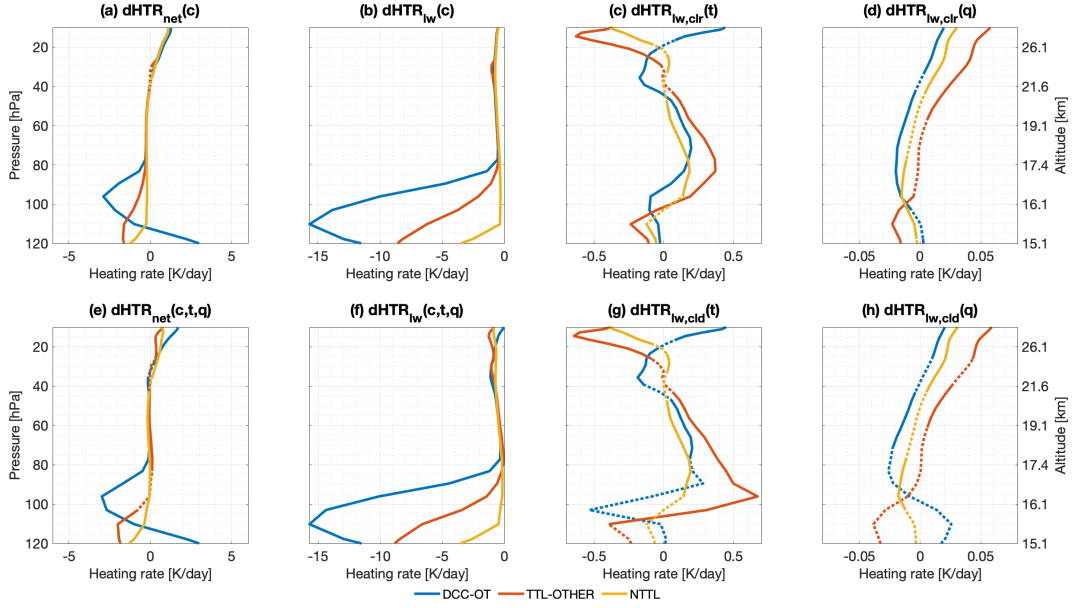 (a) dHTRnet(c)
(b) dHTRlw(c)
(c) dHTRlw,clr(t)
(d) dHTRlw,clr(q)
Pressure [hPa]
20
40
60
80
100
120
-5 0 5
Heating rate [K/day]
-15 -10 -5 0
Heating rate [K/day]
-0.5 0 0.5
Heating rate [K/day]
-0.05 0 0.05
Heating rate [K/day]
26.1
21.6
19.1
17.4
16.1
15.1
Altitude [km]
(e) dHTRnet(c,t,q)
(f) dHTRlw(c,t,q)
(g) dHTRlw,cld(t)
(h) dHTRlw,cld(q)
Pressure [hPa]
20
40
60
80
100
120
-5 0 5
Heating rate [K/day]
-15 -10 -5 0
Heating rate [K/day]
-0.5 0 0.5
Heating rate [K/day]
-0.05 0 0.05
Heating rate [K/day]
26.1
21.6
19.1
17.4
16.1
15.1
Altitude [km]
DCC-OT TTL-OTHER NTTL